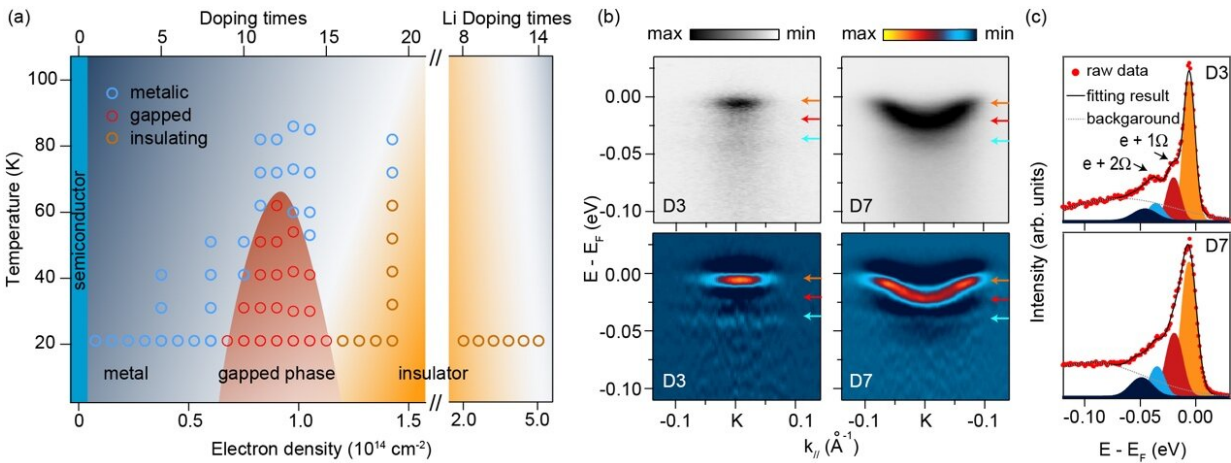 (a)
Doping times
Li Doping times
0 5 10 15 20 // 8 10 12 14
Temperature (K)
100
80
60
40
20
metalic
gapped
insulating
semiconductor
metal
gapped phase
insulator
0 0.5 1.0 1.5 // 2.0 4.0 5.0
Electron density (10¹⁴ cm⁻²)
(b)
max min
max min
E - E_F (eV)
0.00
-0.05
-0.10
D3
D7
0.00
-0.05
-0.10
D3
D7
-0.1 K 0.1
-0.1 K -0.1
k_// (Å⁻¹)
(c)
raw data
D3
fitting result
backgaround
e + 1Ω
e + 2Ω
D7
Intensity (arb. units)
-0.10 -0.05 0.00
E - E_F (eV)